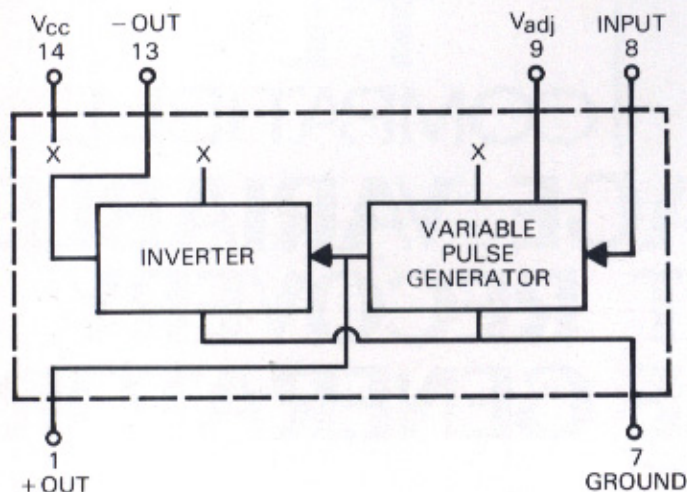 Vcc
14
– OUT
13
Vadj
9
INPUT
8
X
X
X
INVERTER
VARIABLE
PULSE
GENERATOR
1
+ OUT
7
GROUND